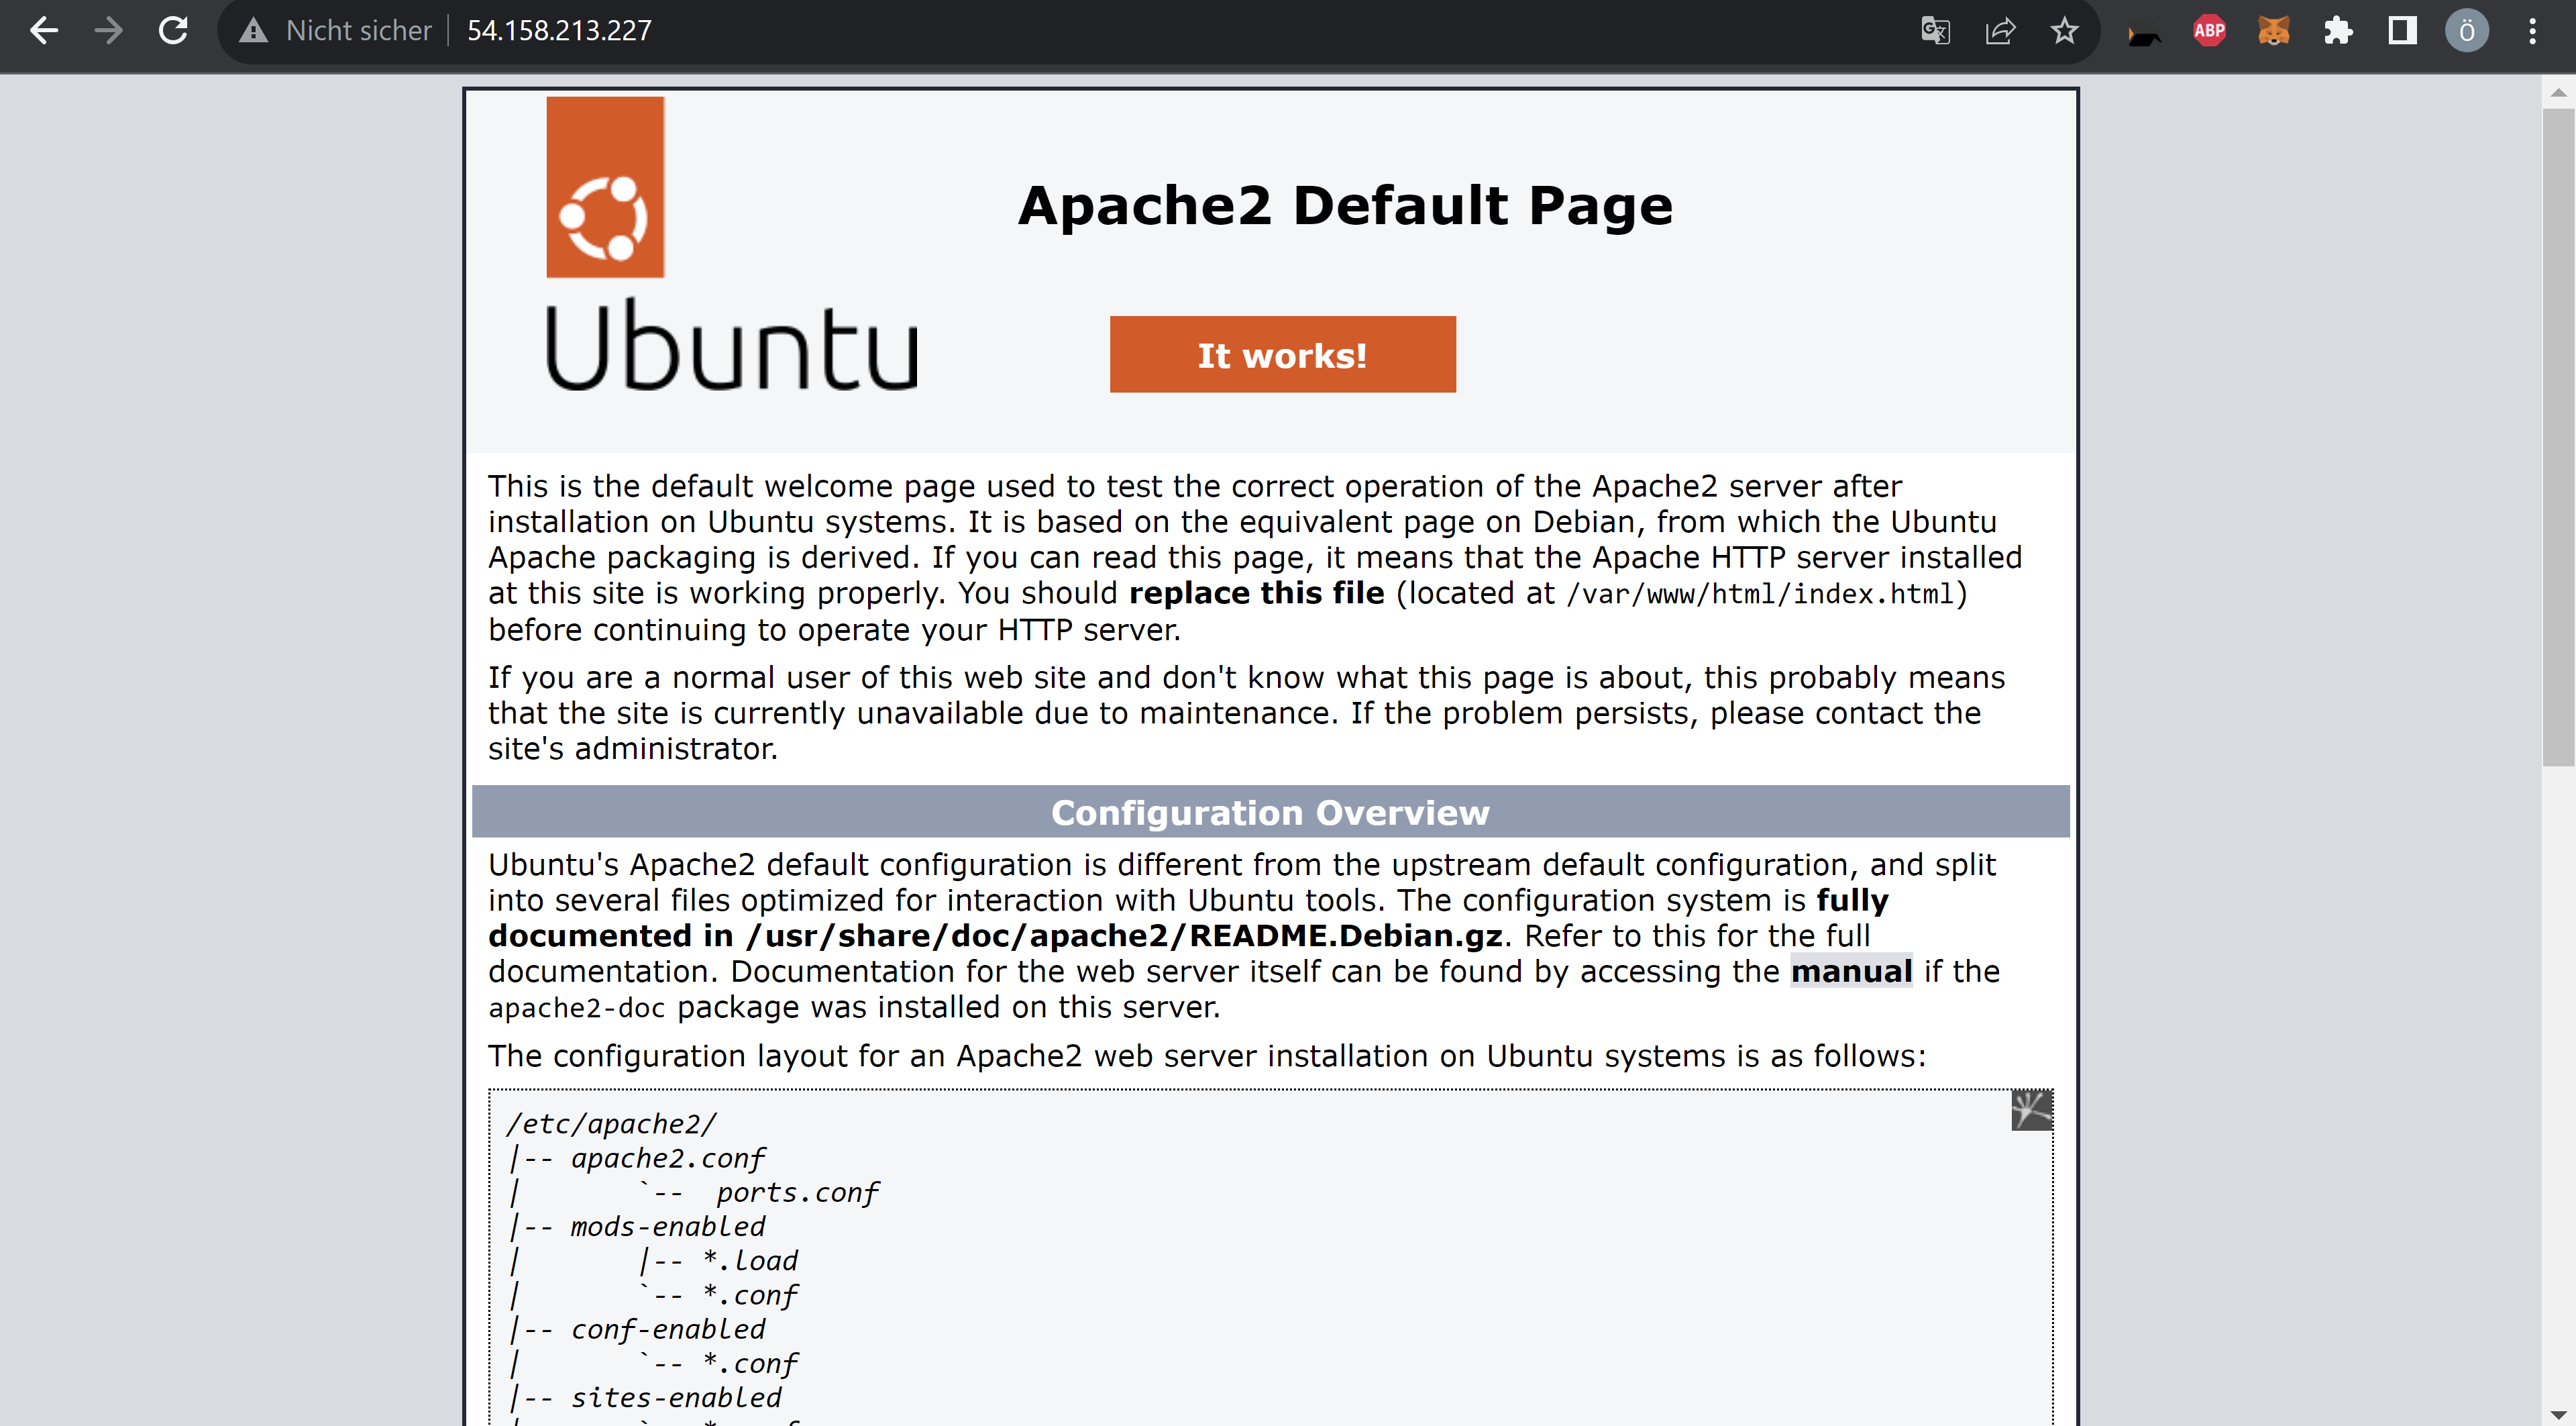 Nicht sicher 54.158.213.227
ABP
Ö
Apache2 Default Page
Ubuntu
It works!
This is the default welcome page used to test the correct operation of the Apache2 server after
installation on Ubuntu systems. It is based on the equivalent page on Debian, from which the Ubuntu
Apache packaging is derived. If you can read this page, it means that the Apache HTTP server installed
at this site is working properly. You should replace this file (located at /var/www/html/index.html)
before continuing to operate your HTTP server.
If you are a normal user of this web site and don't know what this page is about, this probably means
that the site is currently unavailable due to maintenance. If the problem persists, please contact the
site's administrator.
Configuration Overview
Ubuntu's Apache2 default configuration is different from the upstream default configuration, and split
into several files optimized for interaction with Ubuntu tools. The configuration system is fully
documented in /usr/share/doc/apache2/README.Debian.gz. Refer to this for the full
documentation. Documentation for the web server itself can be found by accessing the manual if the
apache2-doc package was installed on this server.
The configuration layout for an Apache2 web server installation on Ubuntu systems is as follows:
/etc/apache2/
|-- apache2.conf
|       `--  ports.conf
|-- mods-enabled
|       |-- *.load
|       `-- *.conf
|-- conf-enabled
|       `-- *.conf
|-- sites-enabled